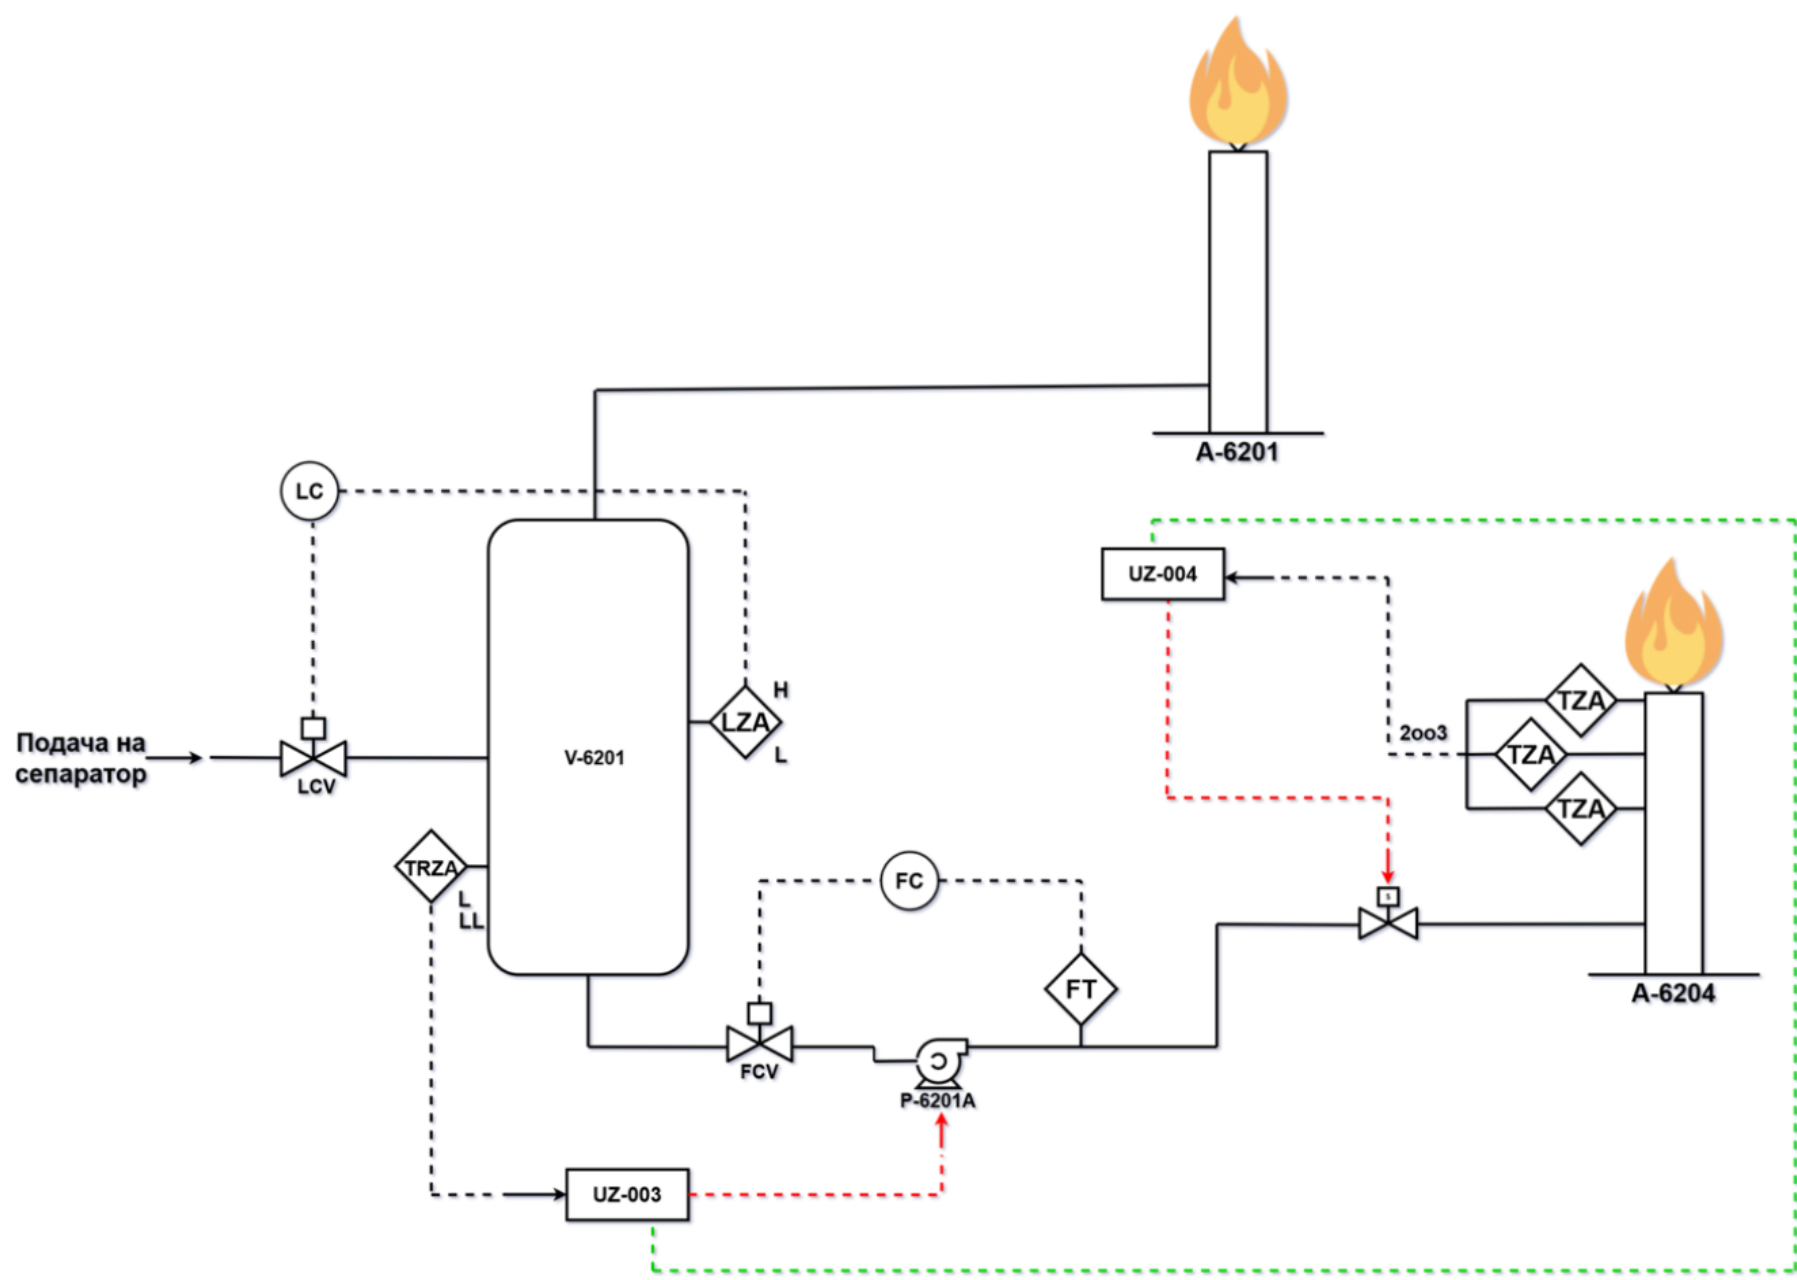 A-6201
LC
UZ-004
TZA
2oo3
TZA
TZA
H
LZA
L
Подача на
сепаратор
LCV
V-6201
TRZA
L
LL
FC
s
FT
A-6204
FCV
P-6201A
UZ-003